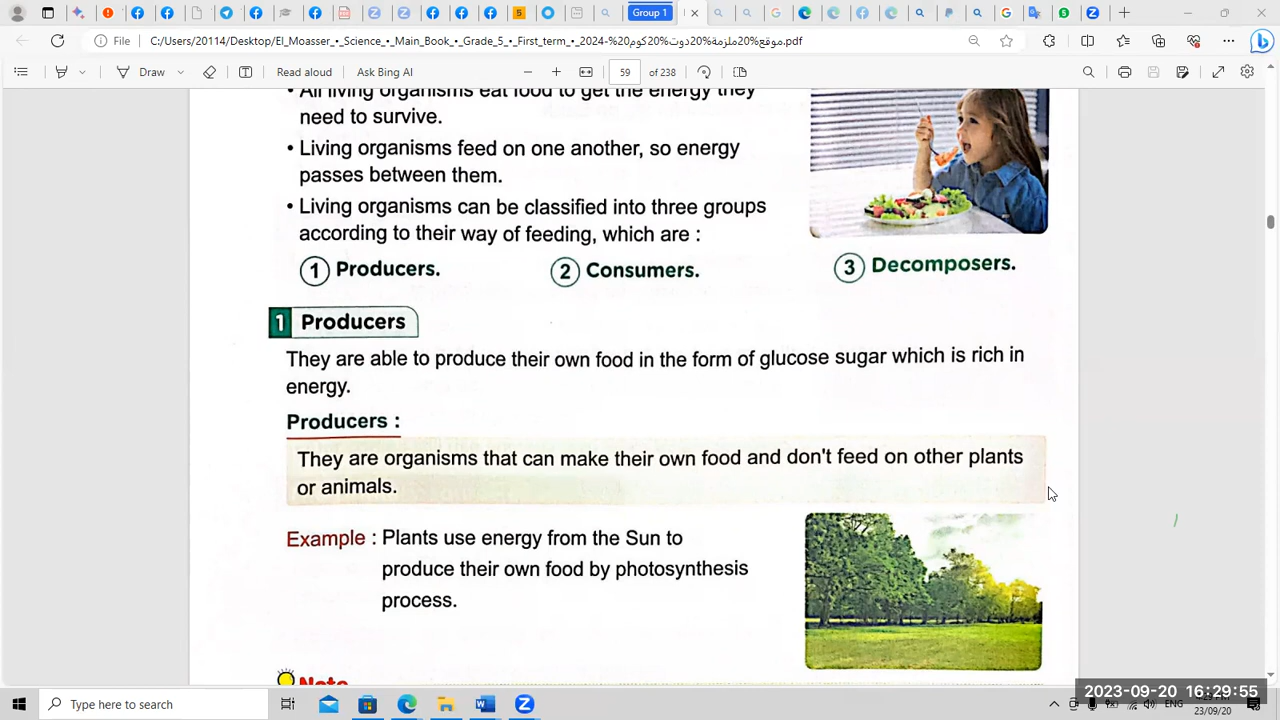 Group 1
File
C:/Users/20114/Desktop/El_Moasser_•_Science_•_Main_Book_•_Grade_5_•_First_term_•_2024-%20موقع%20ملزمة%20دوت%20كوم.pdf
Draw
Read aloud
Ask Bing AI
59 of 238
• All living organisms eat food to get the energy they
need to survive.
• Living organisms feed on one another, so energy
passes between them.
• Living organisms can be classified into three groups
according to their way of feeding, which are :
1 Producers. 2 Consumers. 3 Decomposers.
1 Producers
They are able to produce their own food in the form of glucose sugar which is rich in
energy.
Producers :
They are organisms that can make their own food and don't feed on other plants
or animals.
Example : Plants use energy from the Sun to
produce their own food by photosynthesis
process.
Note
Type here to search
ENG
2023-09-20 16:29:55
23/09/20